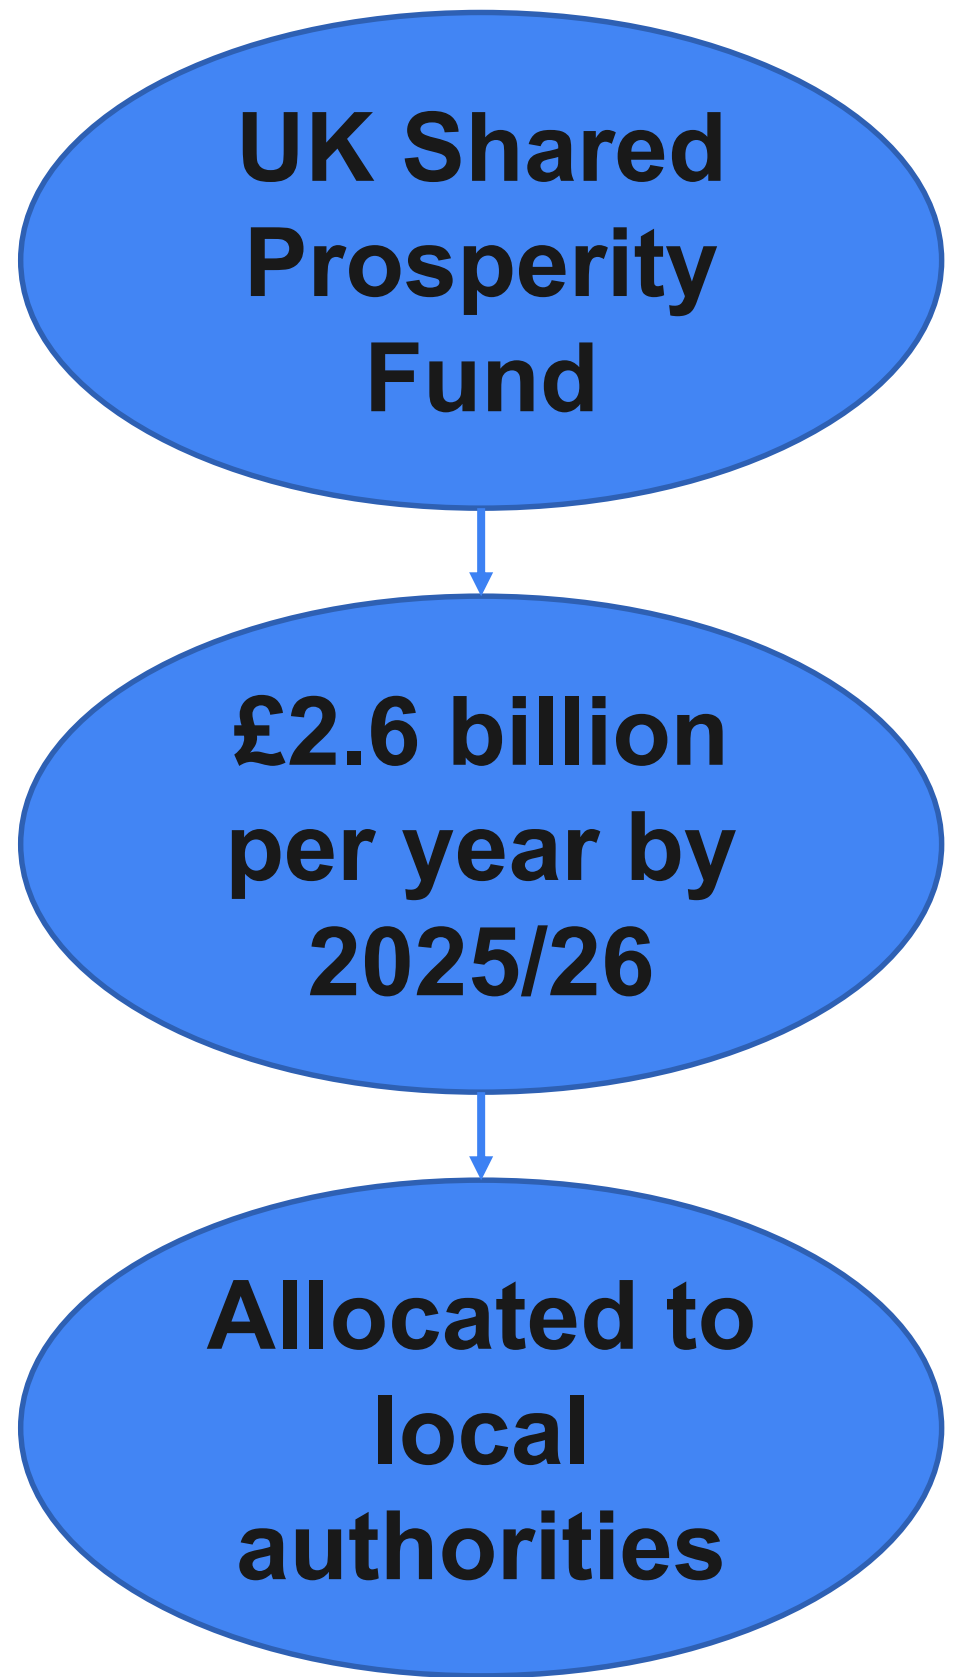 UK Shared
Prosperity
Fund
£2.6 billion
per year by
2025/26
Allocated to
local
authorities